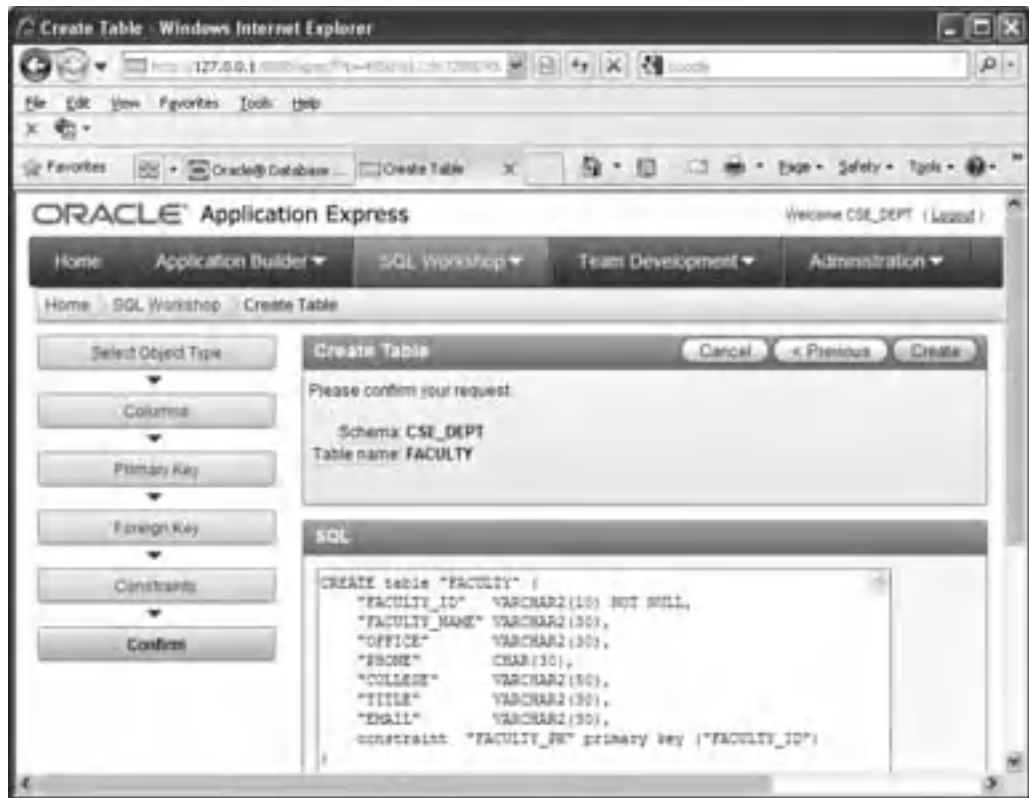 Create Table - Windows Internet Explorer
127.0.0.1
File Edit View Favorites Tools Help
Favorites Oracle® Database ... Create Table Page Safety Tools
ORACLE® Application Express Welcome CSE_DEPT ( Logout )
Home Application Builder SQL Workshop Team Development Administration
Home SQL Workshop Create Table
Select Object Type
Columns
Primary Key
Foreign Key
Constraints
Confirm
Create Table Cancel < Previous Create
Please confirm your request.
Schema: CSE_DEPT
Table name: FACULTY
SQL
CREATE table "FACULTY" (
"FACULTY_ID" VARCHAR2(10) NOT NULL,
"FACULTY_NAME" VARCHAR2(30),
"OFFICE" VARCHAR2(30),
"PHONE" CHAR(30),
"COLLEGE" VARCHAR2(50),
"TITLE" VARCHAR2(30),
"EMAIL" VARCHAR2(30),
constraint "FACULTY_PK" primary key ("FACULTY_ID")
)